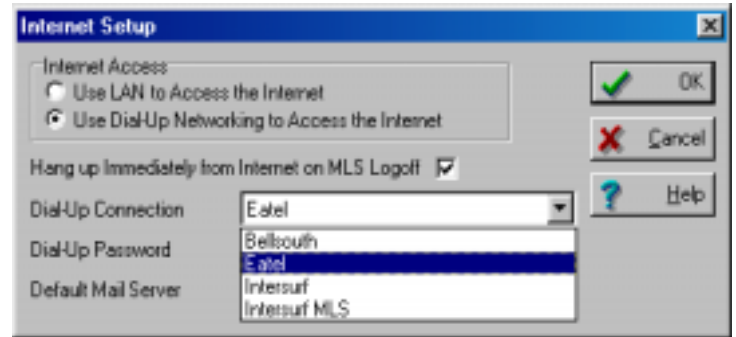 Internet Setup
Internet Access
Use LAN to Access the Internet
Use Dial-Up Networking to Access the Internet
OK
Cancel
Help
Hang up Immediately from Internet on MLS Logoff
Dial-Up Connection
Eatel
Dial-Up Password
Default Mail Server
Bellsouth
Eatel
Intersurf
Intersurf MLS